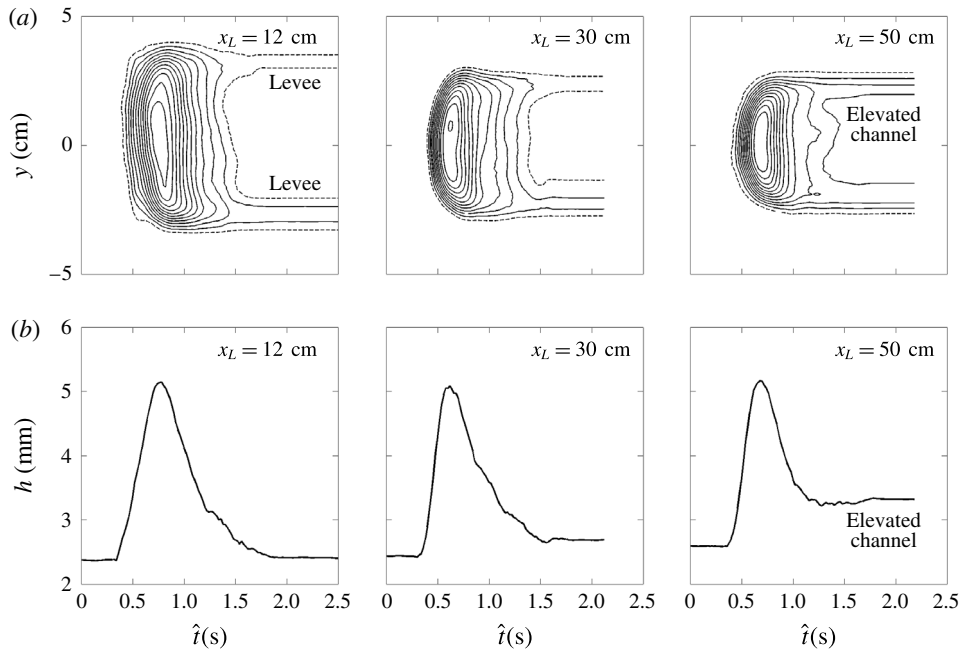 (a)
5
0
−5
y (cm)
x_L = 12 cm
Levee
Levee
x_L = 30 cm
x_L = 50 cm
Elevated
channel
(b)
6
5
4
3
2
h (mm)
x_L = 12 cm
x_L = 30 cm
x_L = 50 cm
Elevated
channel
0 0.5 1.0 1.5 2.0 2.5
0 0.5 1.0 1.5 2.0 2.5
0 0.5 1.0 1.5 2.0 2.5
t̂(s)
t̂(s)
t̂(s)